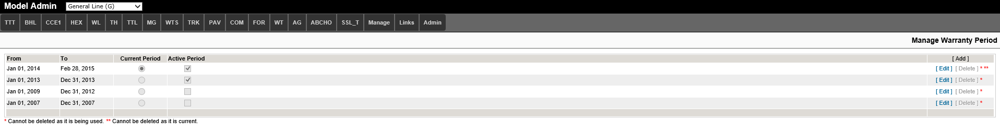 Model Admin General Line (G)
TTT BHL CCE1 HEX WL TH TTL MG WTS TRK PAV COM FOR WT AG ABCHO SSL_T Manage Links Admin
Manage Warranty Period
From To Current Period Active Period [ Add ]
Jan 01, 2014 Feb 28, 2015 [ Edit ] [ Delete ] * **
Jan 01, 2013 Dec 31, 2013 [ Edit ] [ Delete ] *
Jan 01, 2009 Dec 31, 2012 [ Edit ] [ Delete ] *
Jan 01, 2007 Dec 31, 2007 [ Edit ] [ Delete ] *
* Cannot be deleted as it is being used. ** Cannot be deleted as it is current.